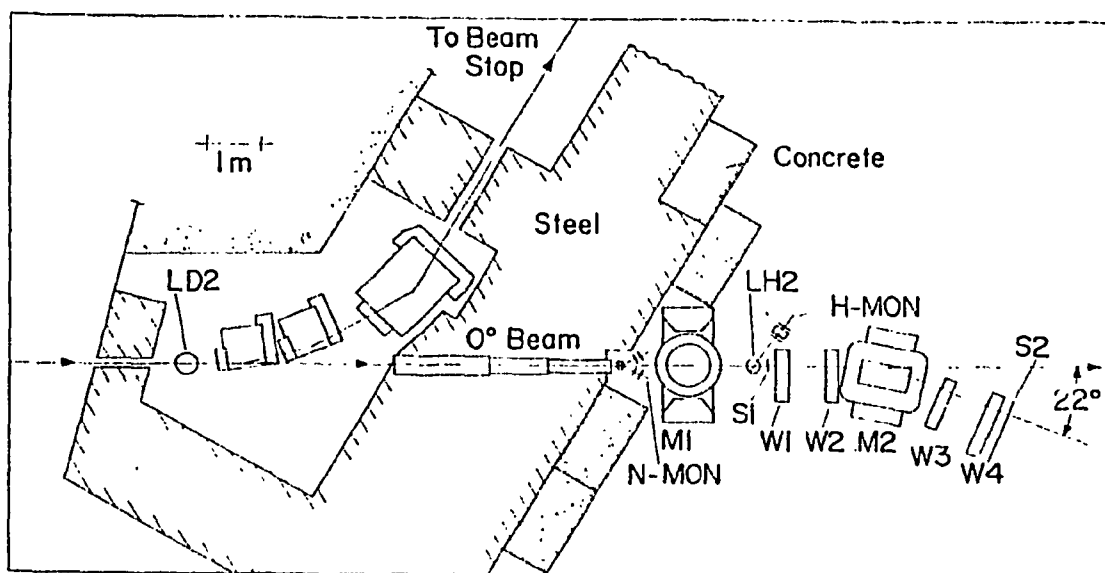 To Beam
Stop
1m
Concrete
Steel
LD2
LH2
H-MON
0° Beam
S2
22°
S1
W1
W2
M2
W3
W4
M1
N-MON